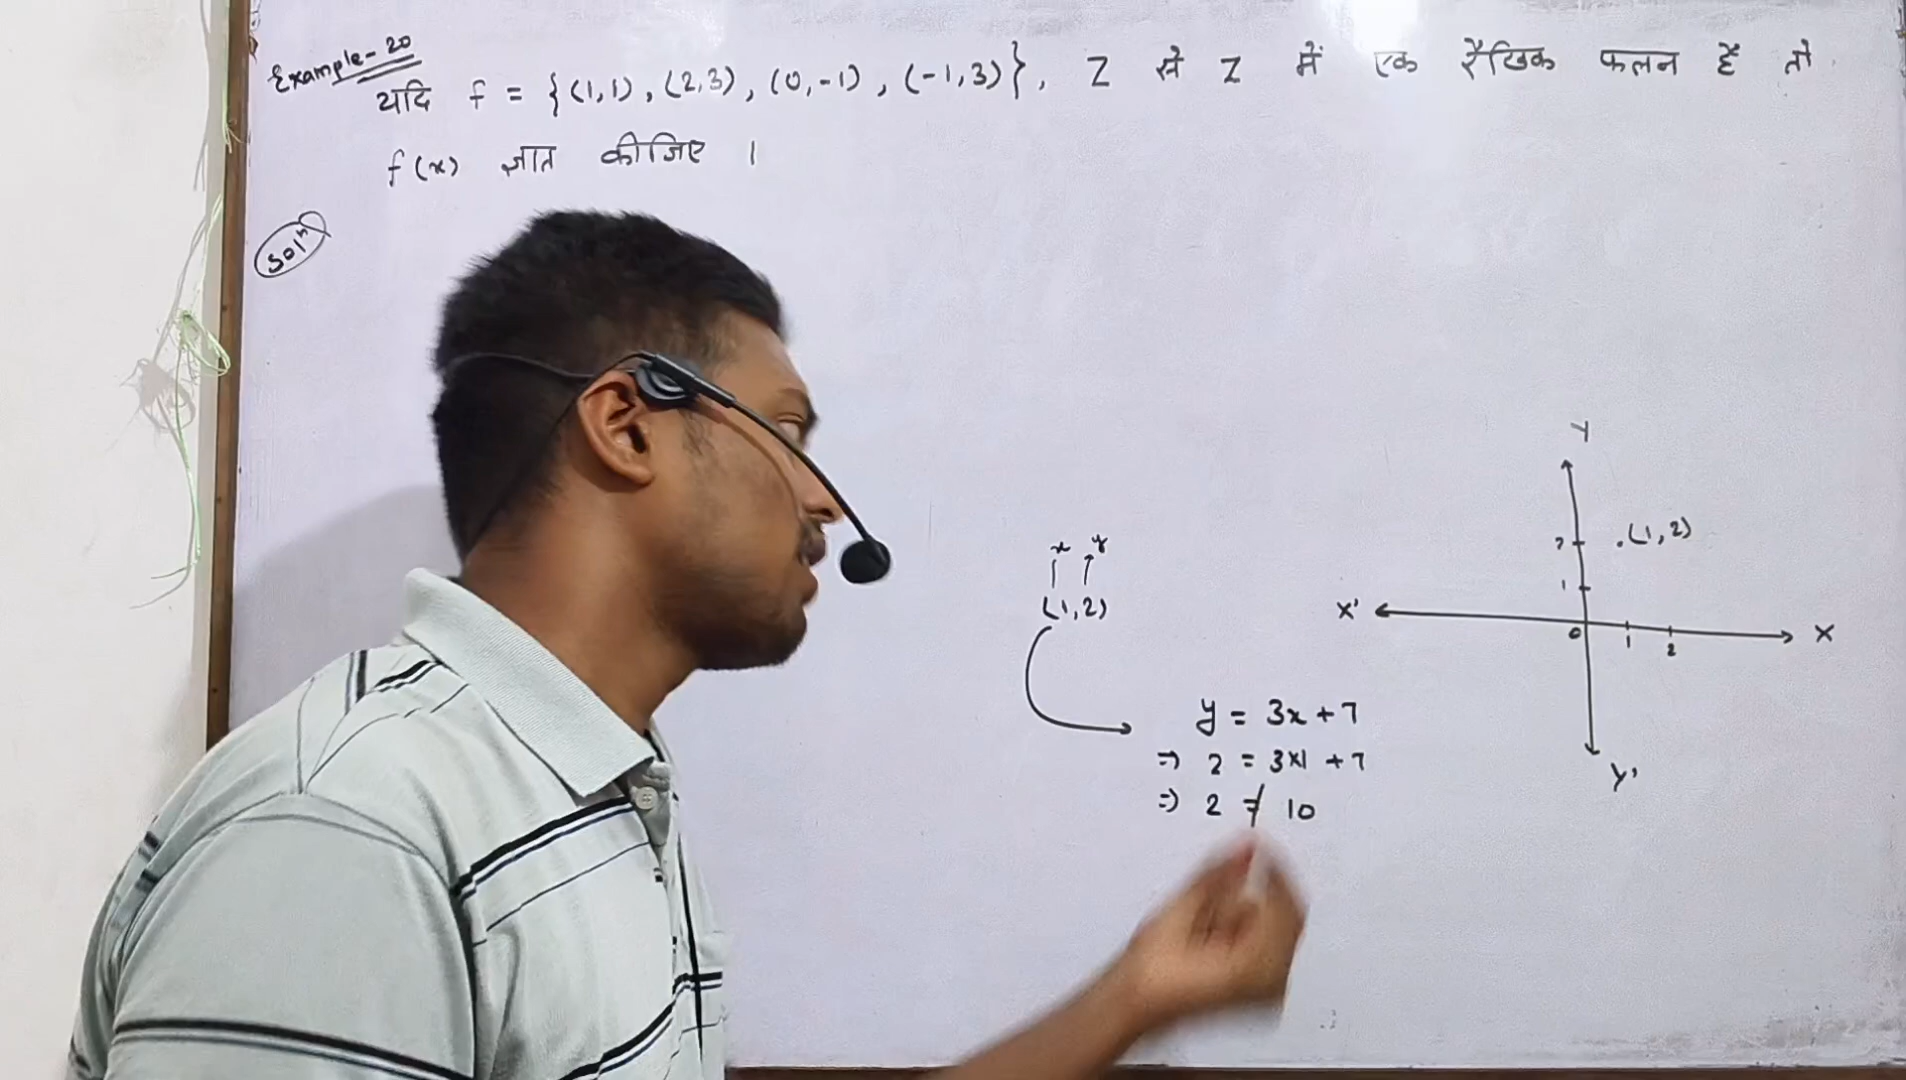 Example-20
यदि f = {(1,1), (2,3), (0,-1), (-1,3)}, Z से Z में एक रैखिक फलन है तो
f(x) ज्ञात कीजिए ।
Solⁿ
x y
(1,2)
y = 3x+7
⇒ 2 = 3×1 +7
⇒ 2 ≠ 10
Y
2 .(1,2)
1
X' 0 1 2 X
Y'